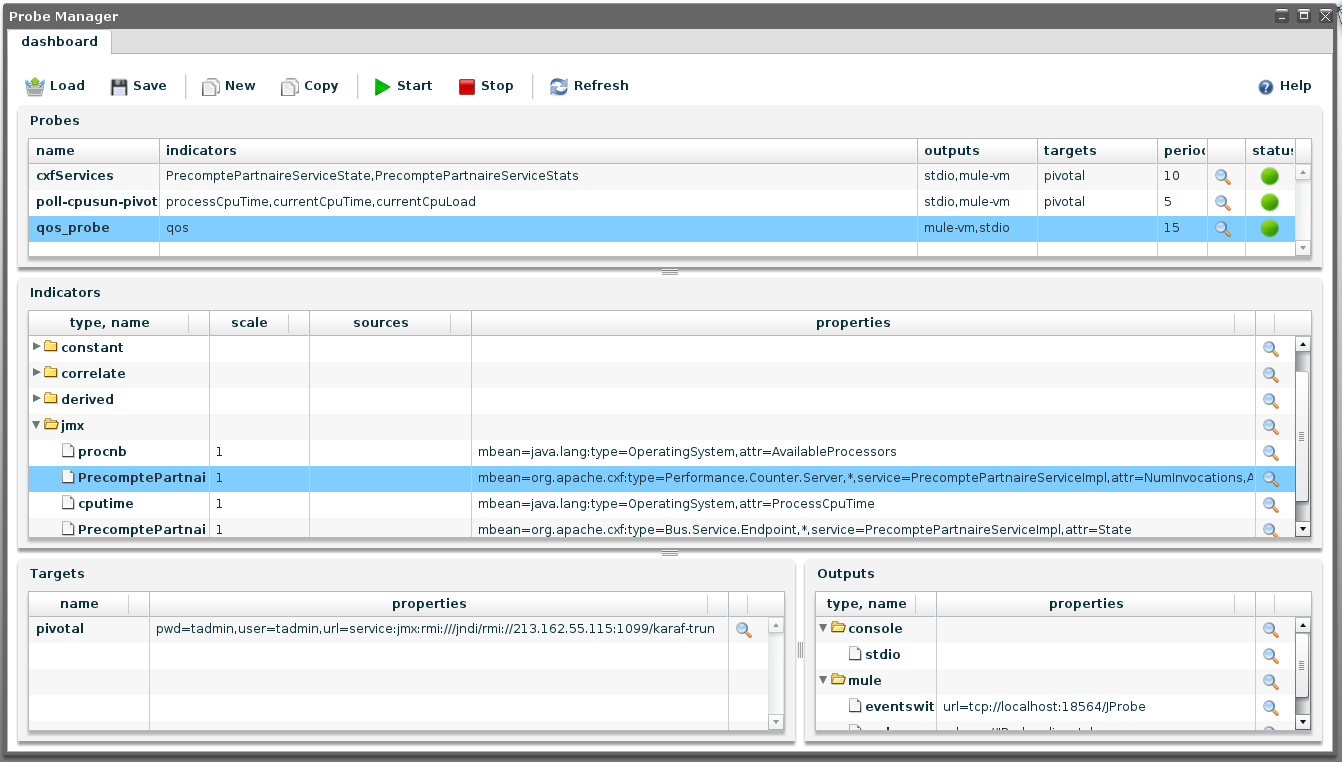 Probe Manager
dashboard
Load Save New Copy Start Stop Refresh Help
Probes
name indicators outputs targets period status
cxfServices PrecomptePartnaireServiceState,PrecomptePartnaireServiceStats stdio,mule-vm pivotal 10
poll-cpusun-pivot processCpuTime,currentCpuTime,currentCpuLoad stdio,mule-vm pivotal 5
qos_probe qos mule-vm,stdio 15
Indicators
type, name scale sources properties
constant
correlate
derived
jmx
procnb 1 mbean=java.lang:type=OperatingSystem,attr=AvailableProcessors
PrecomptePartnai 1 mbean=org.apache.cxf:type=Performance.Counter.Server,*,service=PrecomptePartnaireServiceImpl,attr=NumInvocations,A
cputime 1 mbean=java.lang:type=OperatingSystem,attr=ProcessCpuTime
PrecomptePartnai 1 mbean=org.apache.cxf:type=Bus.Service.Endpoint,*,service=PrecomptePartnaireServiceImpl,attr=State
Targets
name properties
pivotal pwd=tadmin,user=tadmin,url=service:jmx:rmi:///jndi/rmi://213.162.55.115:1099/karaf-trun
Outputs
type, name properties
console
stdio
mule
eventswit url=tcp://localhost:18564/JProbe